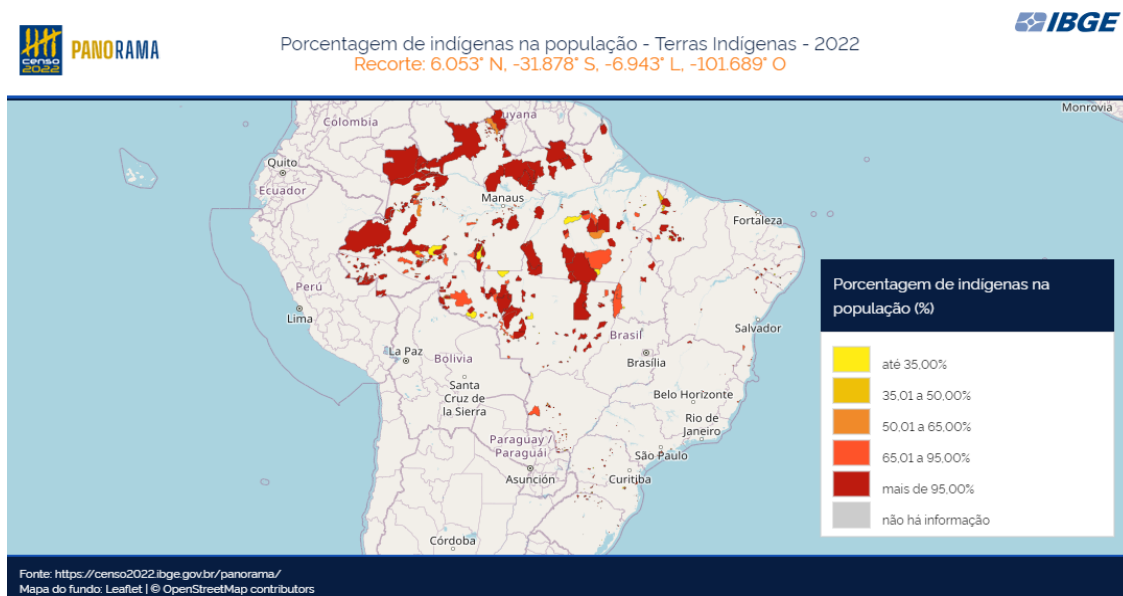 censo
2022
PANORAMA
Porcentagem de indígenas na população - Terras Indígenas - 2022
Recorte: 6.053° N, -31.878° S, -6.943° L, -101.689° O
IBGE
Monrovia
Colombia
Guyana
Quito
Ecuador
Manaus
Fortaleza
Perú
Lima
Brasil
Salvador
La Paz
Bolivia
Brasília
Santa
Cruz de
la Sierra
Belo Horizonte
Rio de
Janeiro
Paraguay /
Paraguái
São Paulo
Asunción
Curitiba
Córdoba
Porcentagem de indígenas na
população (%)
até 35,00%
35,01 a 50,00%
50,01 a 65,00%
65,01 a 95,00%
mais de 95,00%
não há informação
Fonte: https://censo2022.ibge.gov.br/panorama/
Mapa do fundo: Leaflet | © OpenStreetMap contributors